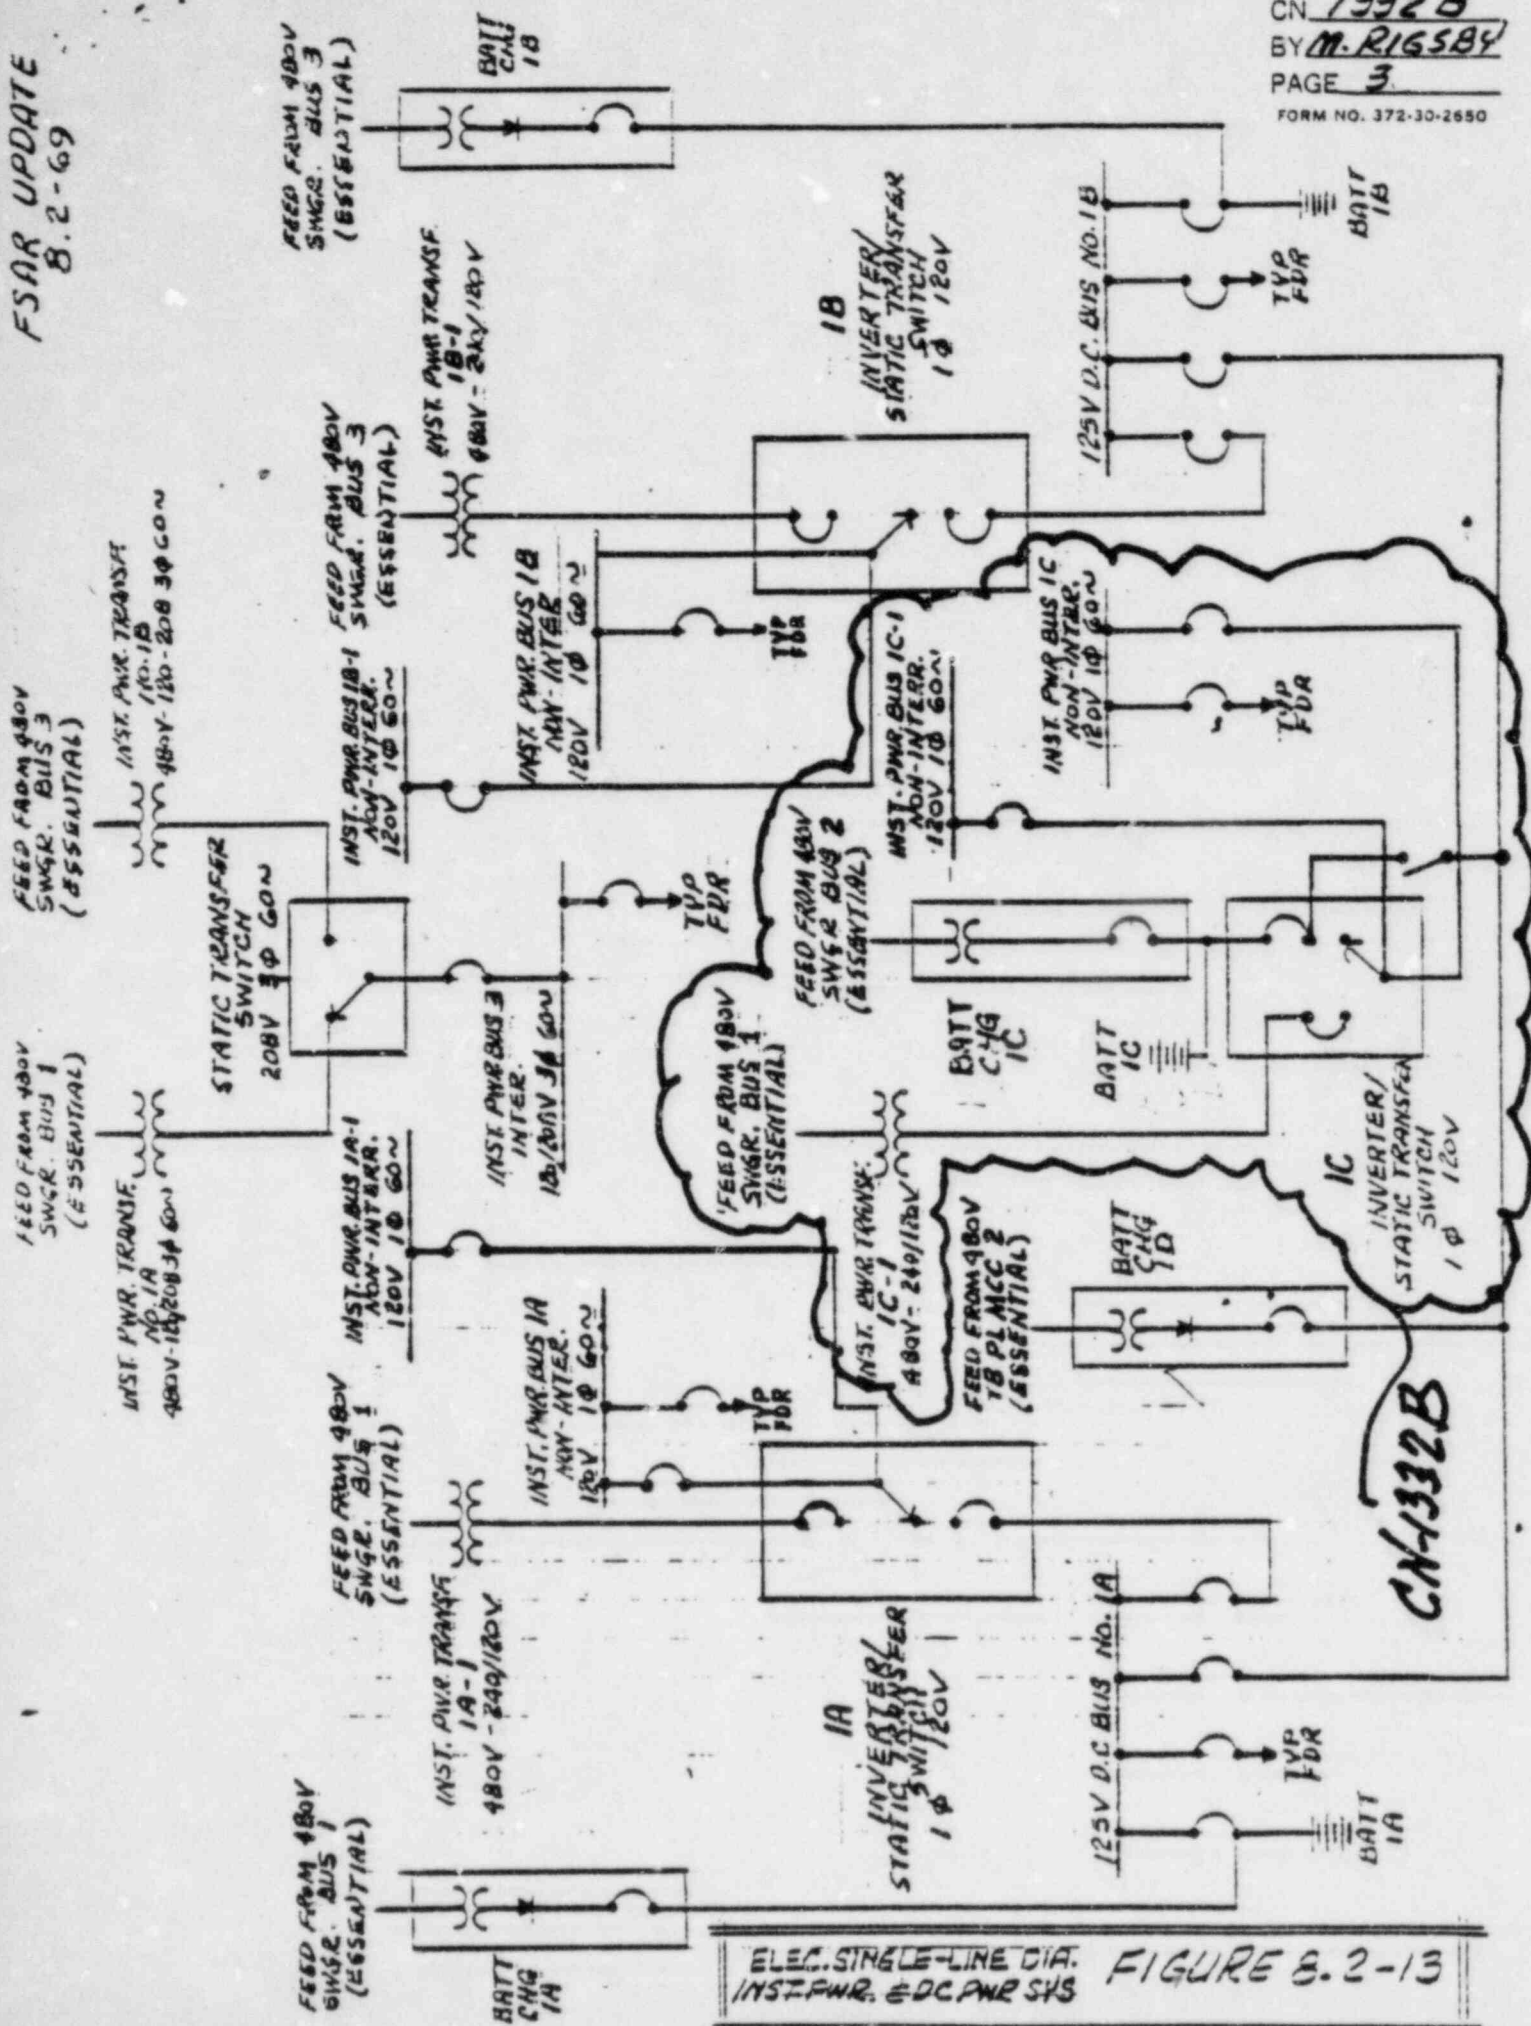 FSAR UPDATE
8.2-69
BY M. RIGSBY
PAGE 3
FORM NO. 372-30-2650
FEED FROM 480V
SWGR. BUS 3
(ESSENTIAL)
BATT
CHG
1B
FEED FROM 480V
SWGR. BUS 3
(ESSENTIAL)
INST. PWR TRANSF.
1B-1
INVERTER/
STATIC TRANSFER
SWITCH
1Φ 120V
1B
125V D.C. BUS NO. 1B
TYP
FDR
BATT
1B
FEED FROM 480V
SWGR. BUS 3
(ESSENTIAL)
INST. PWR. TRANSF
NO. 1B
480V-120-208 3Φ 60~
INST. PWR. BUS 1B-1
NON-INTERR.
120V 1Φ 60~
INST. PWR. BUS 1B
NON-INTER
120V 1Φ 60~
TYP
FDR
STATIC TRANSFER
SWITCH
208V 3Φ 60~
INST. PWR BUS 3
INTER.
TYP
FDR
FEED FROM 480V
SWGR. BUS 1
(ESSENTIAL)
INST. PWR. TRANSF.
NO. 1A
INST. PWR. BUS 1A-1
NON-INTERR.
120V 1Φ 60~
FEED FROM 480V
SWGR BUS 2
(ESSENTIAL)
INST. PWR. BUS 1C-1
NON-INTERR.
120V 1Φ 60~
INST. PWR BUS 1C
NON-INTER.
120V 1Φ 60~
TYP
FDR
BATT
CHG
1C
BATT
1C
FEED FROM 480V
SWGR. BUS 1
(ESSENTIAL)
INST. PWR TRANSF.
1C-1
480V-240/120V
1C
INVERTER/
STATIC TRANSFER
SWITCH
1Φ 120V
FEED FROM 480V
TB PL MCC 2
(ESSENTIAL)
BATT
CHG
1D
CN-1332B
FEED FROM 480V
SWGR. BUS 1
(ESSENTIAL)
INST. PWR. TRANSF
1A-1
480V-240/120V
INST. PWR. BUS 1A
NON-INTER.
120V 1Φ 60~
TYP
FDR
1A
INVERTER/
STATIC TRANSFER
SWITCH
1Φ 120V
125V D.C BUS NO. 1A
TYP
FDR
BATT
1A
FEED FROM 480V
SWGR. BUS 1
(ESSENTIAL)
BATT
CHG
1A
ELEC. SINGLE-LINE DIA.
INST. PWR. & DC PWR SYS
FIGURE 8.2-13